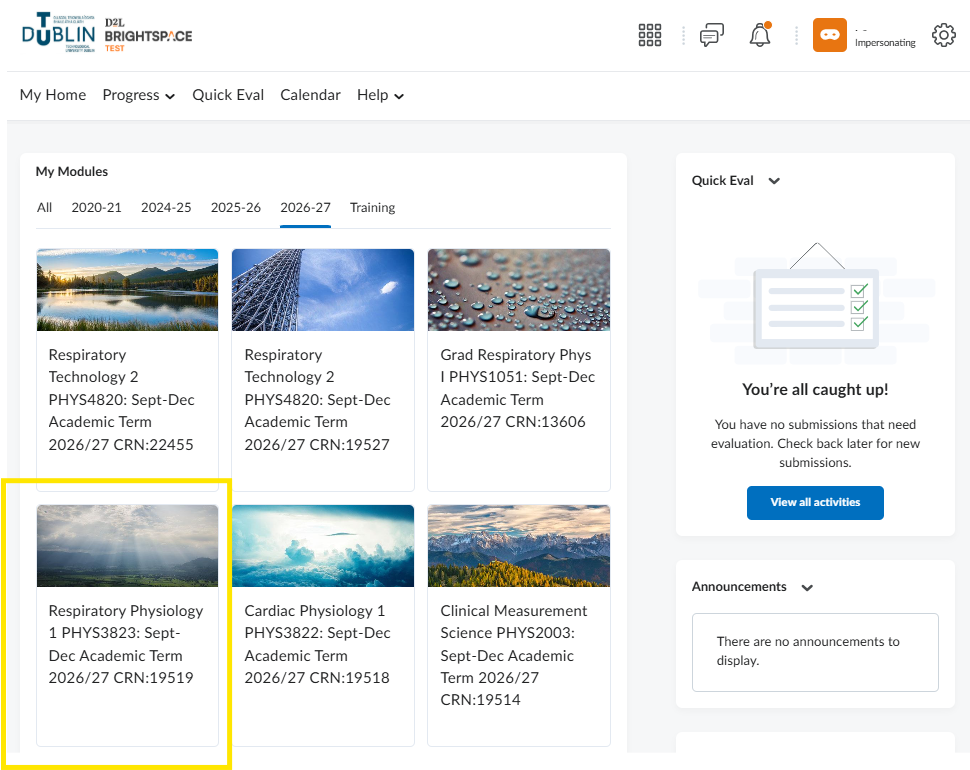 DUBLIN
D2L
BRIGHTSPACE
TEST
Impersonating
My Home Progress Quick Eval Calendar Help
My Modules
All 2020-21 2024-25 2025-26 2026-27 Training
Respiratory
Technology 2
PHYS4820: Sept-Dec
Academic Term
2026/27 CRN:22455
Respiratory
Technology 2
PHYS4820: Sept-Dec
Academic Term
2026/27 CRN:19527
Grad Respiratory Phys
I PHYS1051: Sept-Dec
Academic Term
2026/27 CRN:13606
Respiratory Physiology
1 PHYS3823: Sept-
Dec Academic Term
2026/27 CRN:19519
Cardiac Physiology 1
PHYS3822: Sept-Dec
Academic Term
2026/27 CRN:19518
Clinical Measurement
Science PHYS2003:
Sept-Dec Academic
Term 2026/27
CRN:19514
Quick Eval
You're all caught up!
You have no submissions that need
evaluation. Check back later for new
submissions.
View all activities
Announcements
There are no announcements to
display.